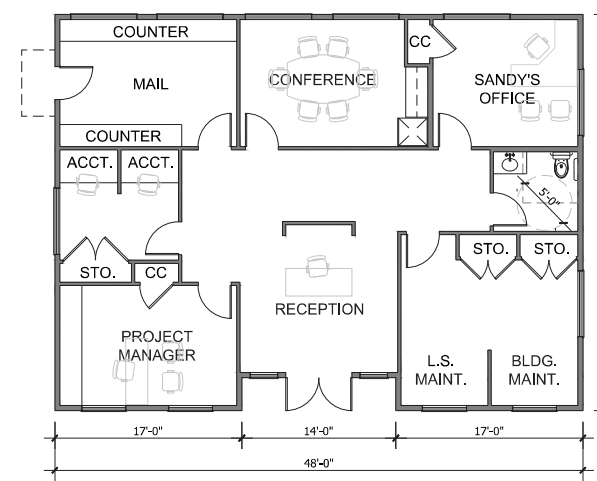 COUNTER
CC
MAIL
CONFERENCE
SANDY'S
OFFICE
COUNTER
ACCT. ACCT.
5'-0"
STO. CC
STO. STO.
RECEPTION
PROJECT
MANAGER
L.S.
MAINT.
BLDG.
MAINT.
17'-0" 14'-0" 17'-0"
48'-0"